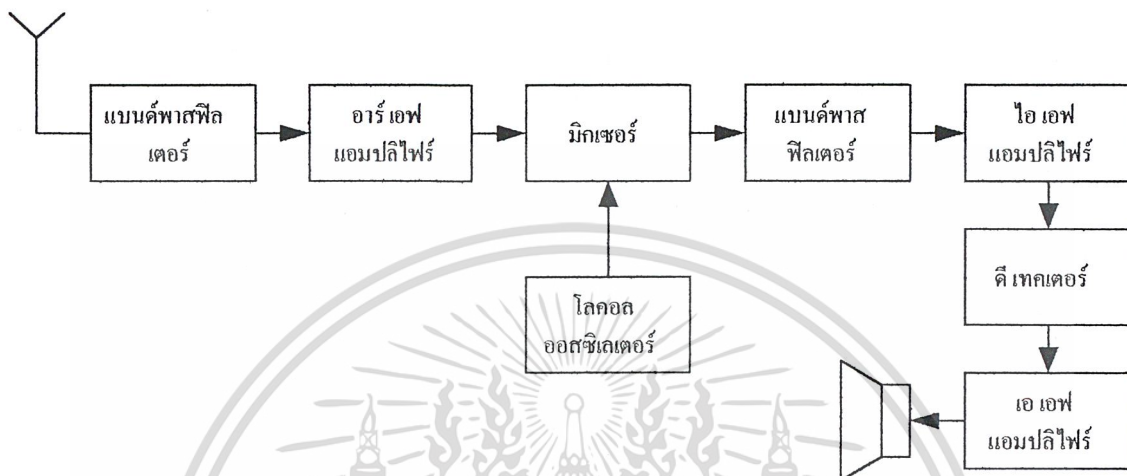 แบนด์พาสฟิล
เตอร์
อาร์ เอฟ
แอมปลิไฟร์
มิกเซอร์
แบนด์พาส
ฟิลเตอร์
ไอ เอฟ
แอมปลิไฟร์
โลคอล
ออสซิเลเตอร์
ดี เทคเตอร์
เอ เอฟ
แอมปลิไฟร์